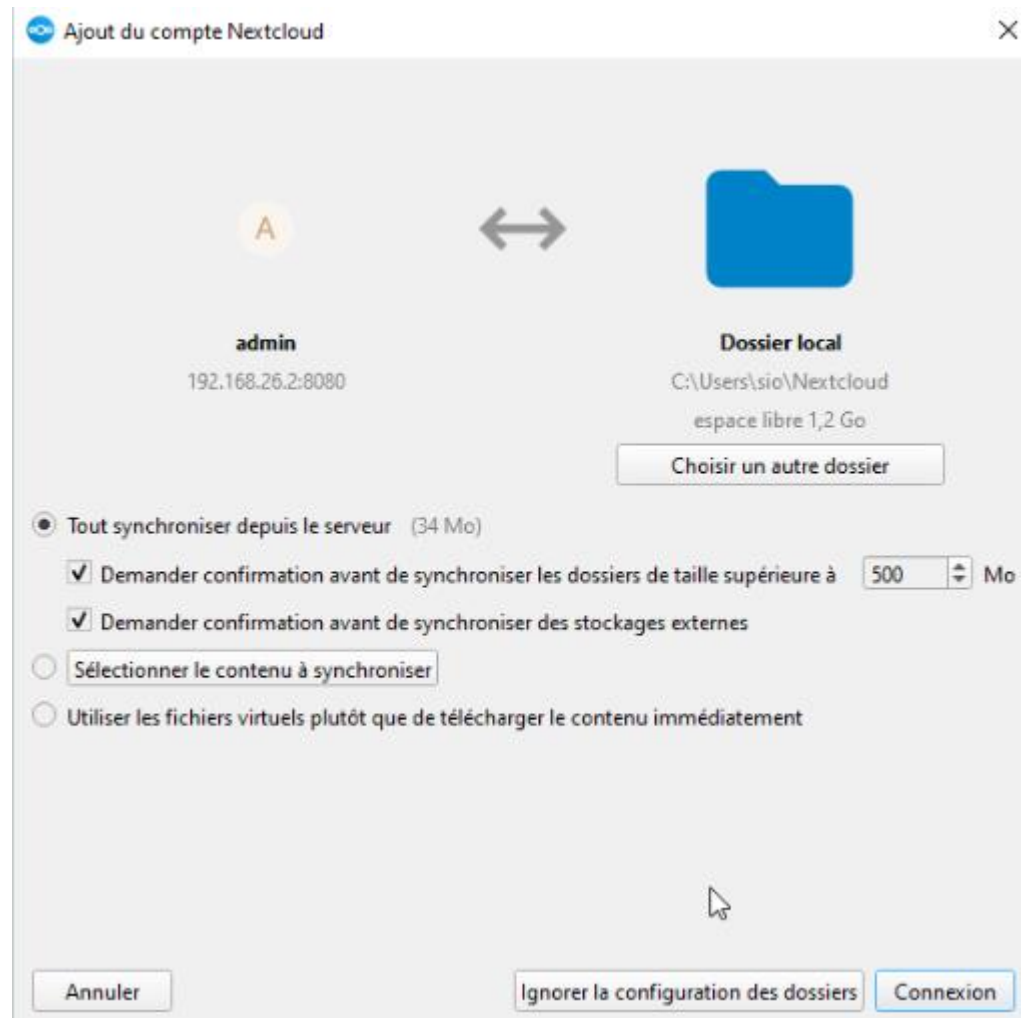 Ajout du compte Nextcloud
A
admin
192.168.26.2:8080
Dossier local
C:\Users\sio\Nextcloud
espace libre 1,2 Go
Choisir un autre dossier
Tout synchroniser depuis le serveur (34 Mo)
Demander confirmation avant de synchroniser les dossiers de taille supérieure à 500 Mo
Demander confirmation avant de synchroniser des stockages externes
Sélectionner le contenu à synchroniser
Utiliser les fichiers virtuels plutôt que de télécharger le contenu immédiatement
Annuler
Ignorer la configuration des dossiers
Connexion